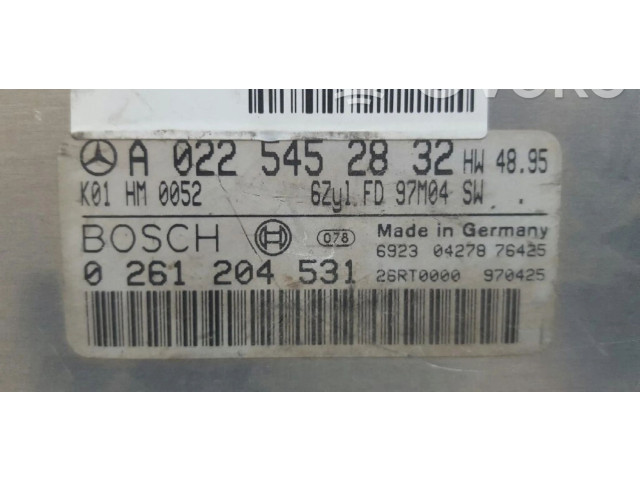 A 022 545 28 32 HW 48.95
K01 HM 0052 6Zyl FD 97M04 SW . .
BOSCH 078 Made in Germany
6923 04278 76425
0 261 204 531 26RT0000 970425